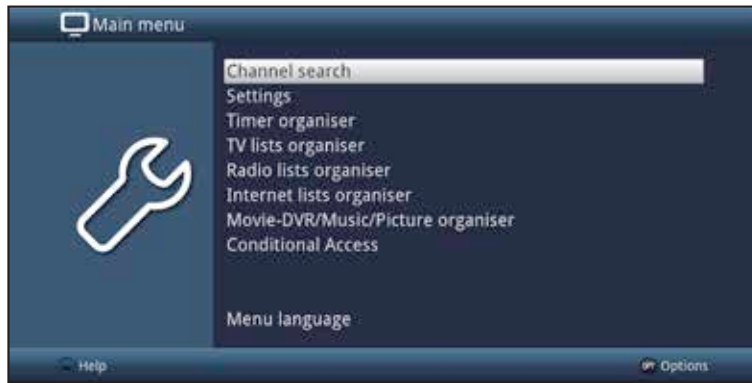 Main menu
Channel search
Settings
Timer organiser
TV lists organiser
Radio lists organiser
Internet lists organiser
Movie-DVR/Music/Picture organiser
Conditional Access
Menu language
Help
OPT Options